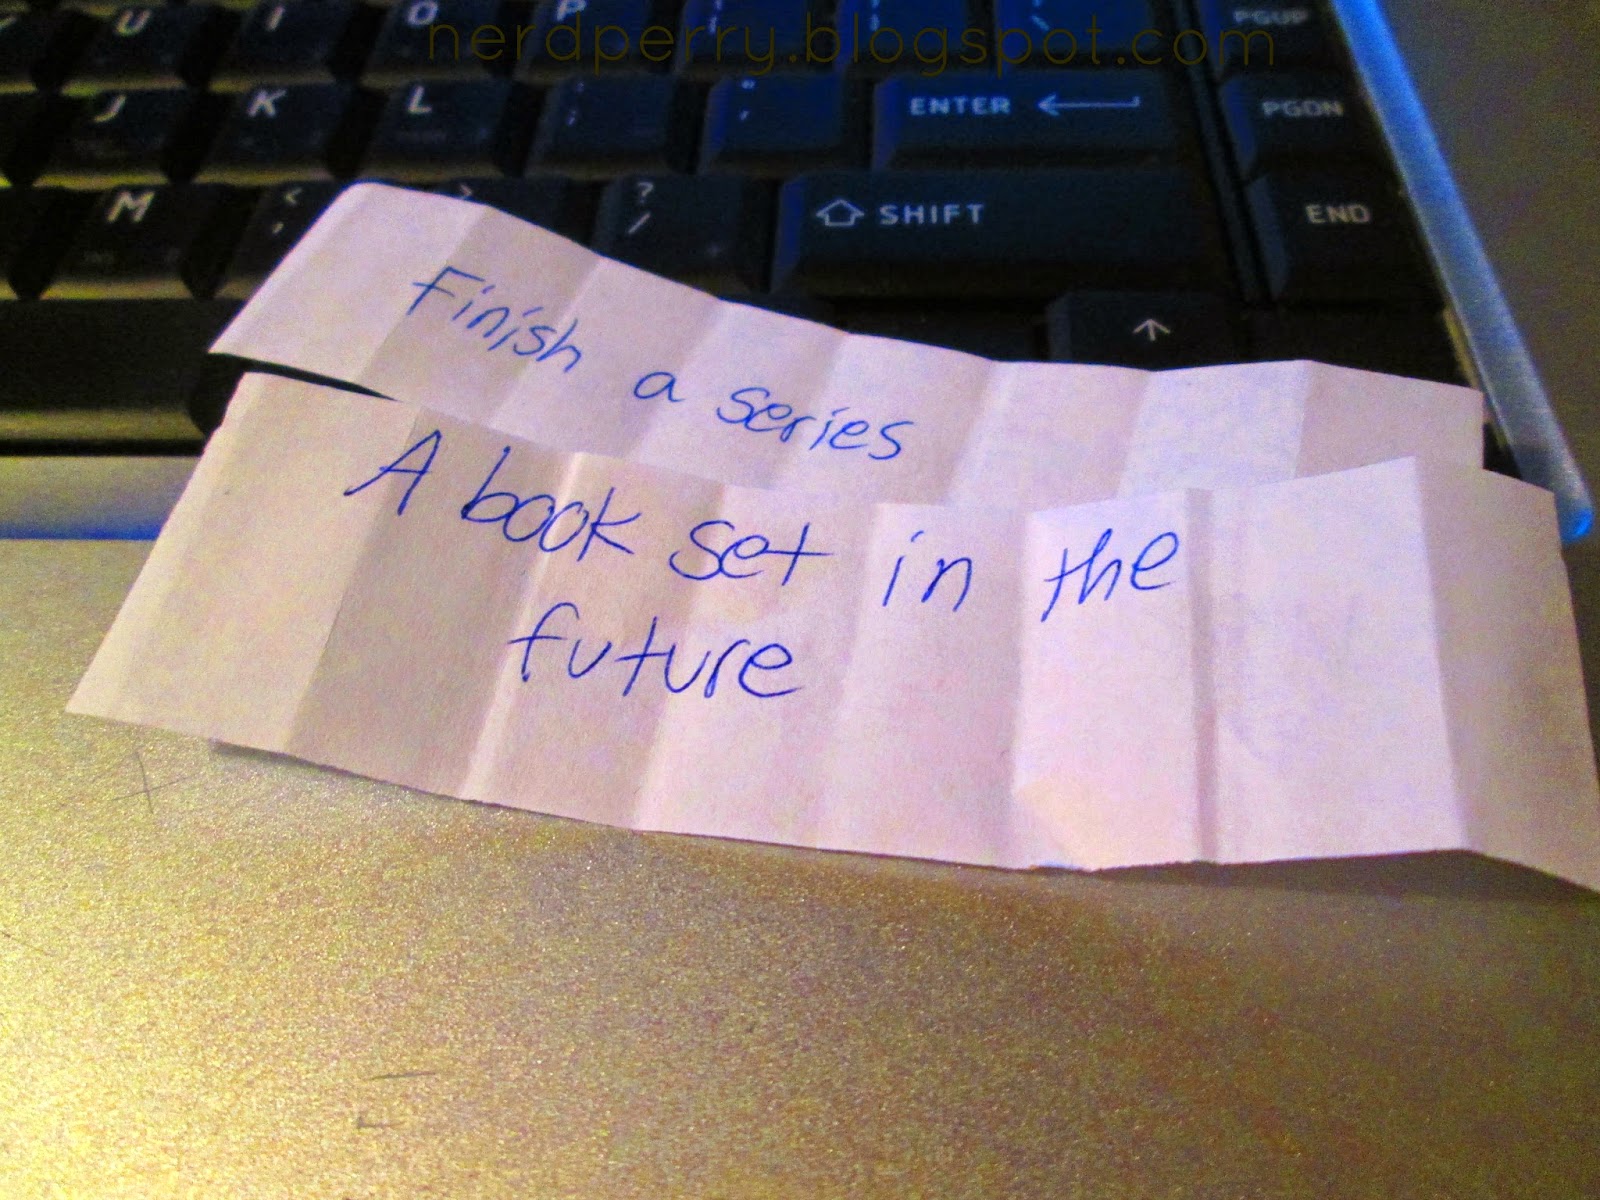 nerdperry.blogspot.com
U I O P PGUP
J K L : ; " ' ENTER PGDN
M < , > ? / SHIFT END
Finish a series
A book set in the
future